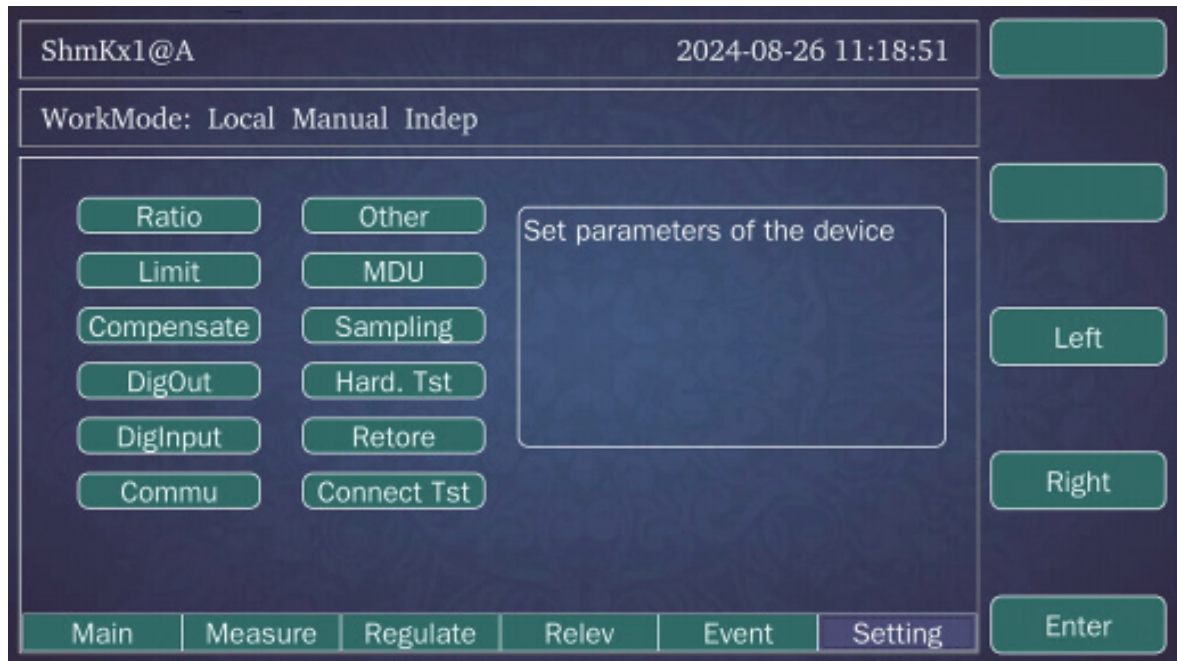 ShmKx1@A 2024-08-26 11:18:51
WorkMode: Local Manual Indep
Ratio Other
Set parameters of the device
Limit MDU
Compensate Sampling
Left
DigOut Hard. Tst
DigInput Retore
Commu Connect Tst
Right
Main Measure Regulate Relev Event Setting
Enter